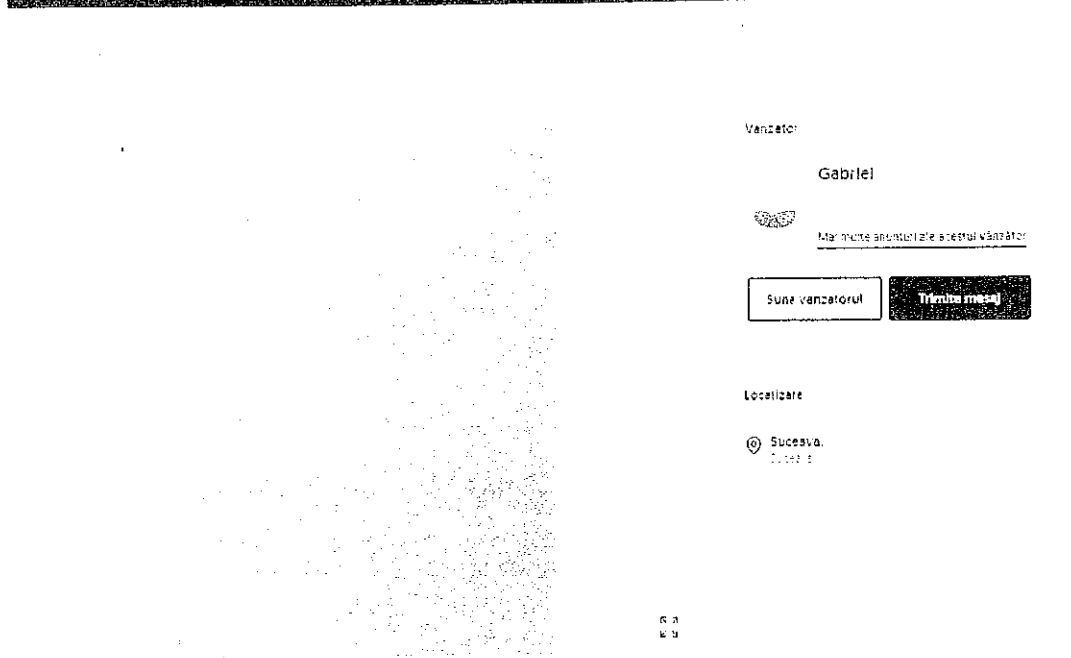 Vanzator
Gabriel
Mai multe anunturi ale acestui vânzător
Suna vanzatorul
Trimite mesaj
Localizare
Suceava,